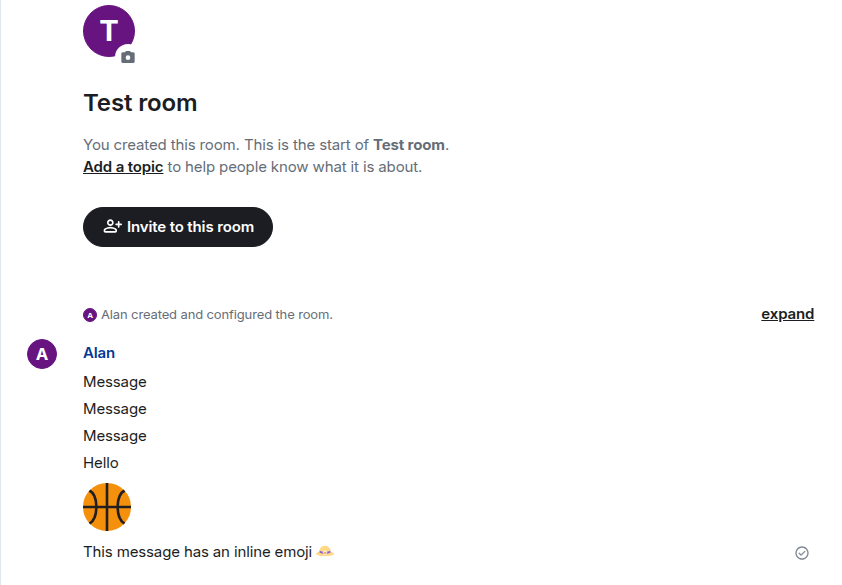 T
Test room
You created this room. This is the start of Test room.
Add a topic to help people know what it is about.
Invite to this room
A Alan created and configured the room. expand
A Alan
Message
Message
Message
Hello
This message has an inline emoji